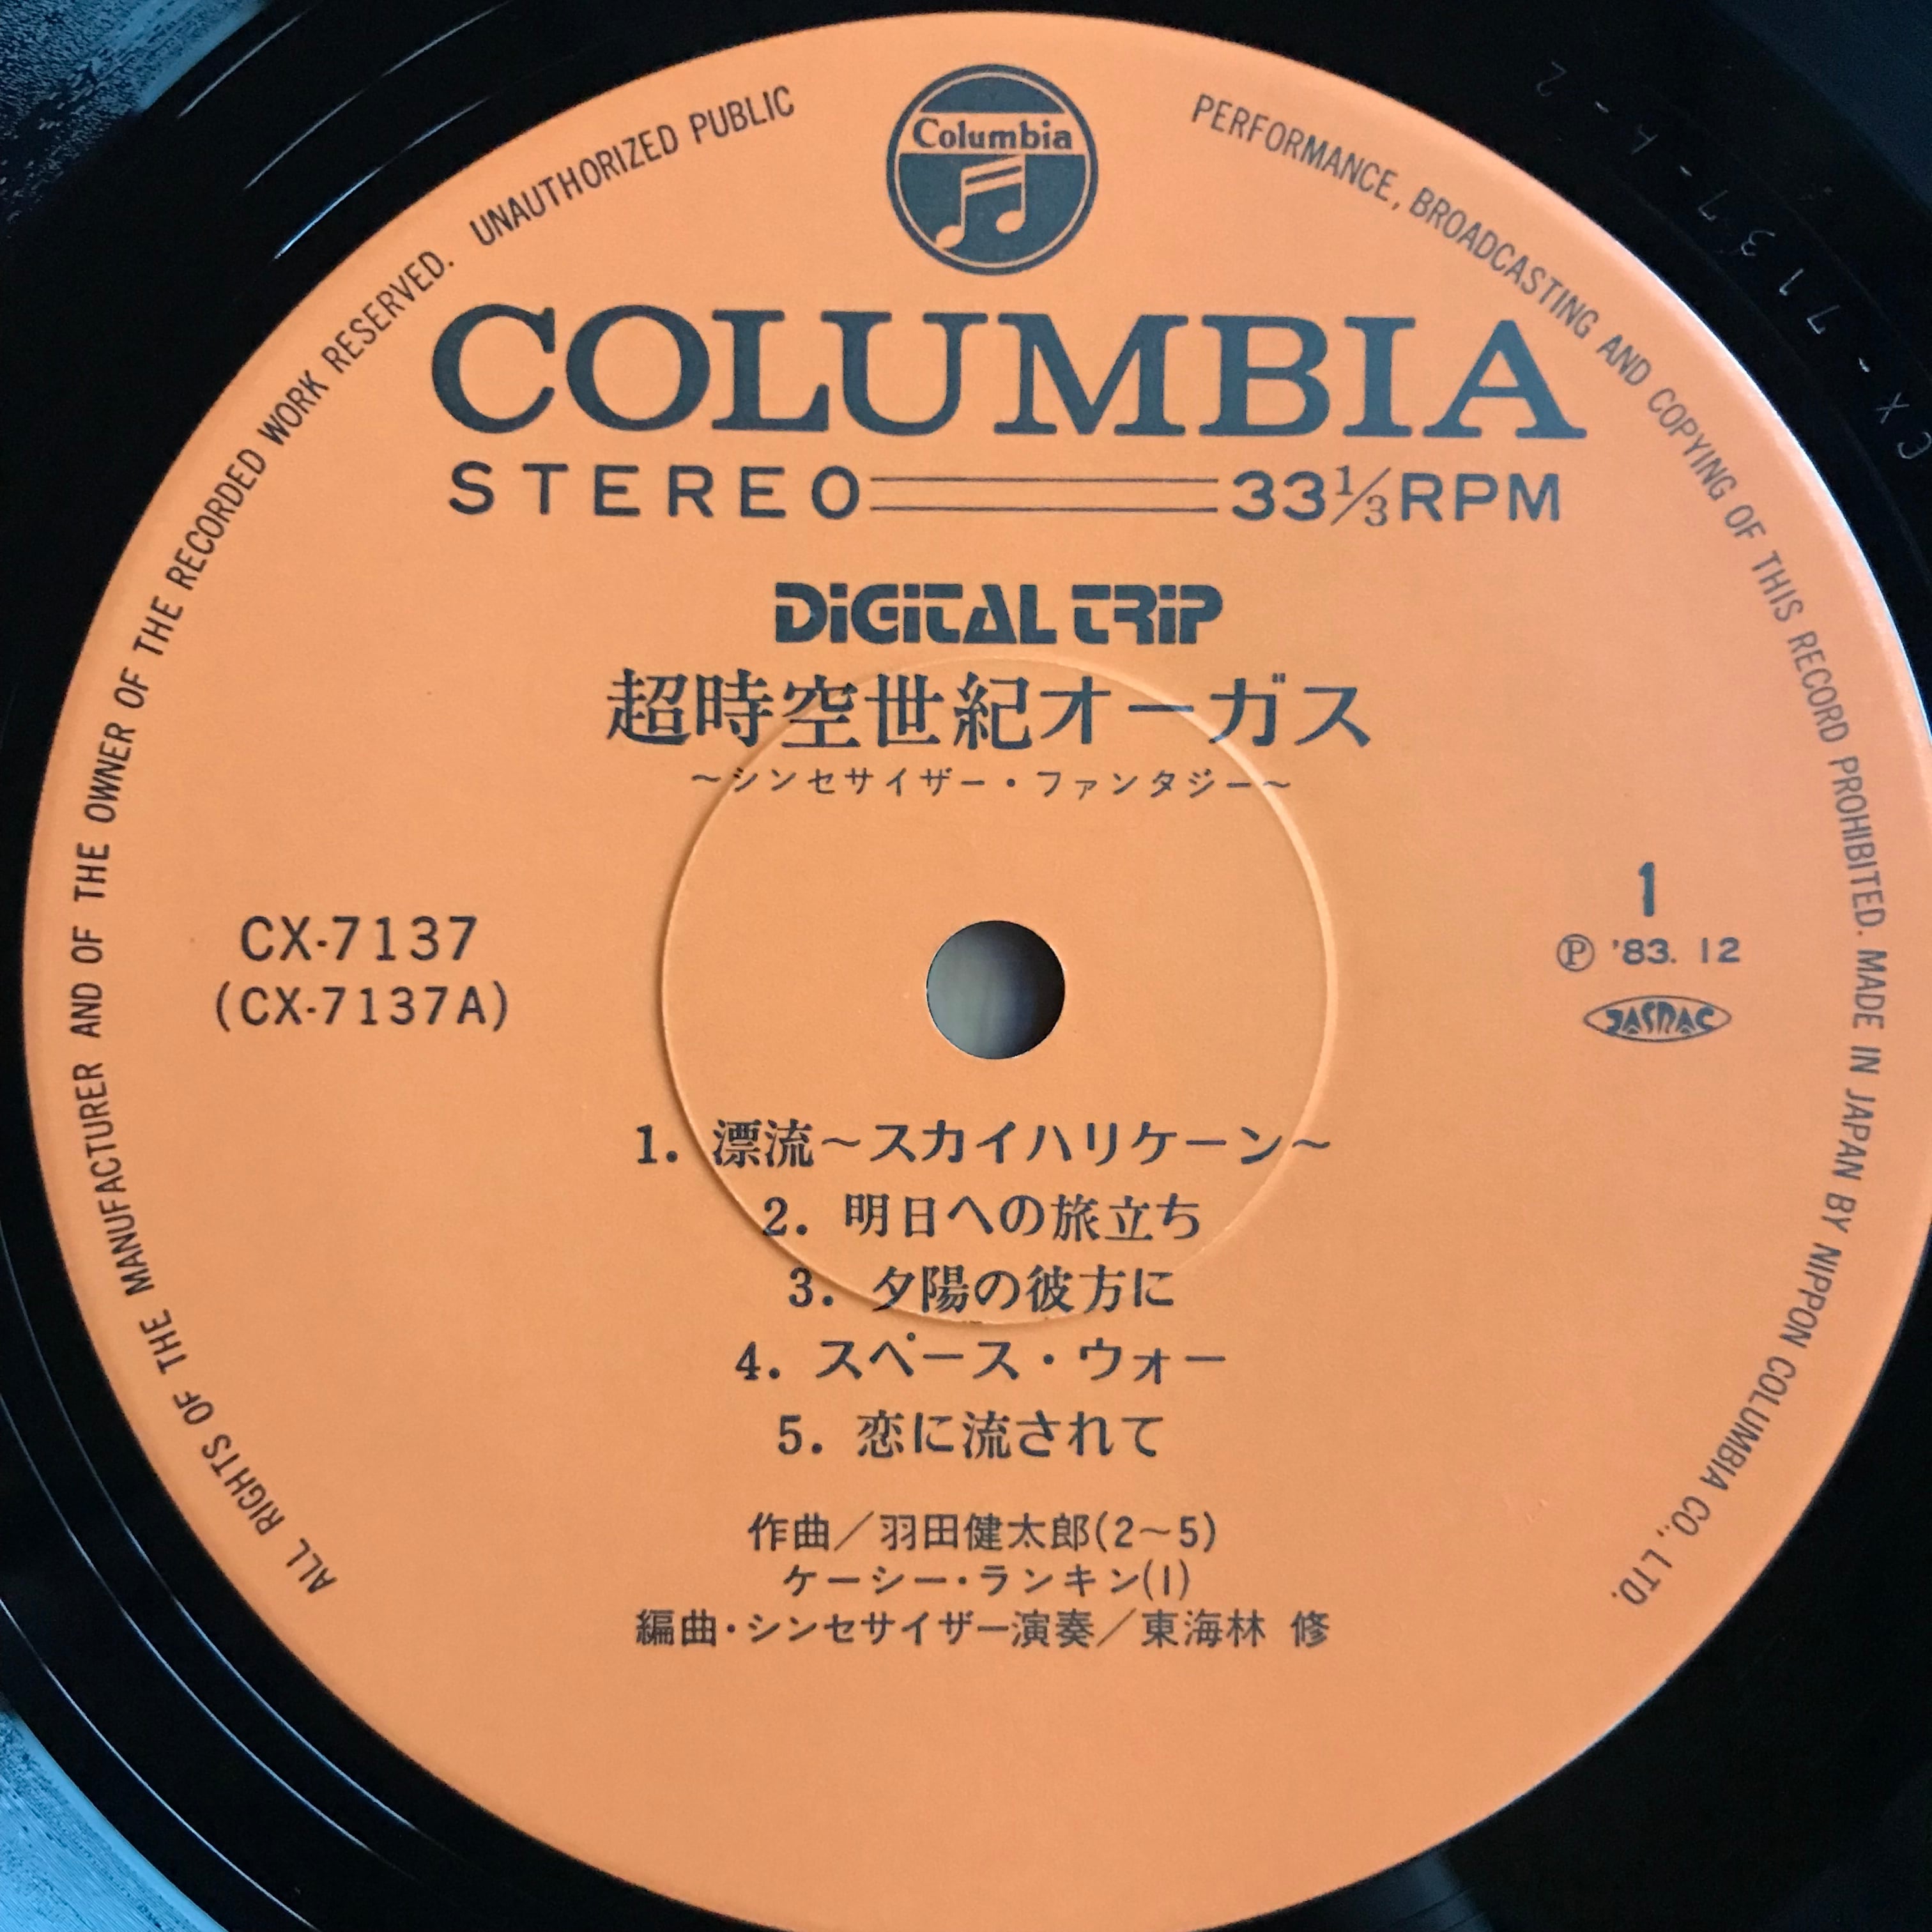 Columbia
ALL RIGHTS OF THE MANUFACTURER AND OF THE OWNER OF THE RECORDED WORK RESERVED. UNAUTHORIZED PUBLIC PERFORMANCE, BROADCASTING AND COPYING OF THIS RECORD PROHIBITED. MADE IN JAPAN BY NIPPON COLUMBIA CO., LTD.
COLUMBIA
STEREO 33⅓RPM
DiGiTAL TRiP
超時空世紀オーガス
〜シンセサイザー・ファンタジー〜
CX-7137
(CX-7137A)
1
Ⓟ '83. 12
JASRAC
1. 漂流〜スカイハリケーン〜
2. 明日への旅立ち
3. 夕陽の彼方に
4. スペース・ウォー
5. 恋に流されて
作曲／羽田健太郎(2〜5)
ケーシー・ランキン(1)
編曲・シンセサイザー演奏／東海林 修